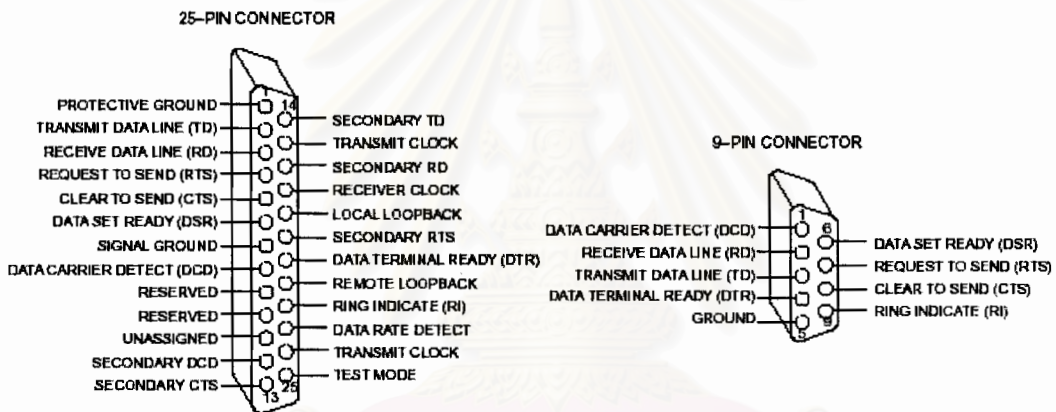 25-PIN CONNECTOR
1
14
PROTECTIVE GROUND
TRANSMIT DATA LINE (TD)
RECEIVE DATA LINE (RD)
REQUEST TO SEND (RTS)
CLEAR TO SEND (CTS)
DATA SET READY (DSR)
SIGNAL GROUND
DATA CARRIER DETECT (DCD)
RESERVED
RESERVED
UNASSIGNED
SECONDARY DCD
SECONDARY CTS
13
25
SECONDARY TD
TRANSMIT CLOCK
SECONDARY RD
RECEIVER CLOCK
LOCAL LOOPBACK
SECONDARY RTS
DATA TERMINAL READY (DTR)
REMOTE LOOPBACK
RING INDICATE (RI)
DATA RATE DETECT
TRANSMIT CLOCK
TEST MODE
9-PIN CONNECTOR
1
6
DATA CARRIER DETECT (DCD)
RECEIVE DATA LINE (RD)
TRANSMIT DATA LINE (TD)
DATA TERMINAL READY (DTR)
GROUND
5
9
DATA SET READY (DSR)
REQUEST TO SEND (RTS)
CLEAR TO SEND (CTS)
RING INDICATE (RI)